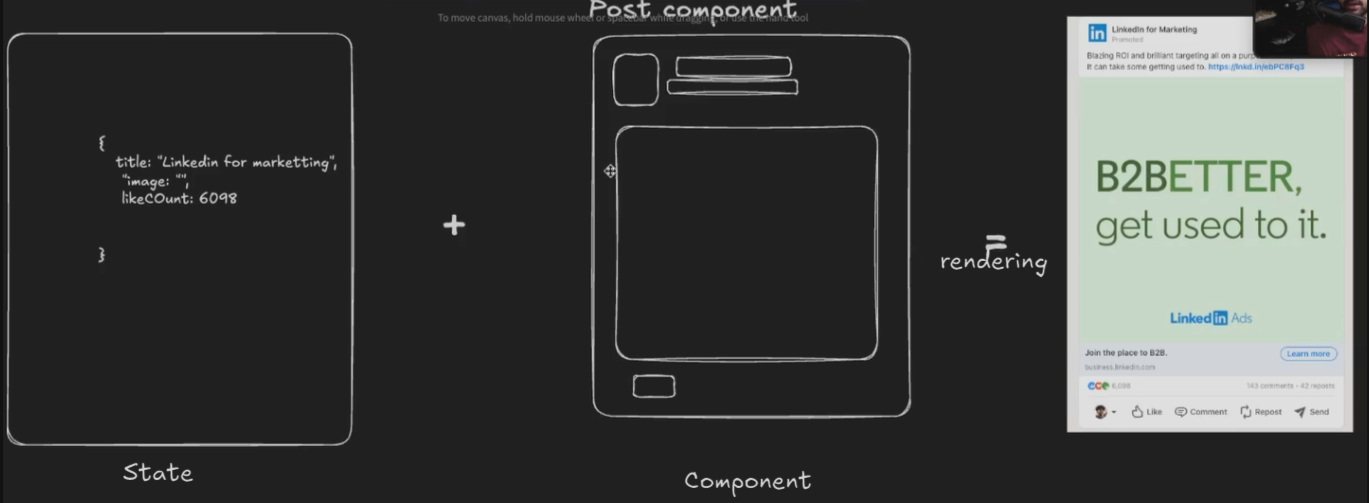 Post component
To move canvas, hold mouse wheel or spacebar while dragging, or use the hand tool
{
title: "Linkedin for marketting",
"image: "",
likeCOunt: 6098
}
State
+
Component
=
rendering
in
LinkedIn for Marketing
Promoted
Blazing ROI and brilliant targeting all on a
It can take some getting used to. https://lnkd.in/ebPC8Fq3
B2BETTER,
get used to it.
Linked in Ads
Join the place to B2B.
Learn more
business.linkedin.com
6,098
143 comments • 42 reposts
Like
Comment
Repost
Send